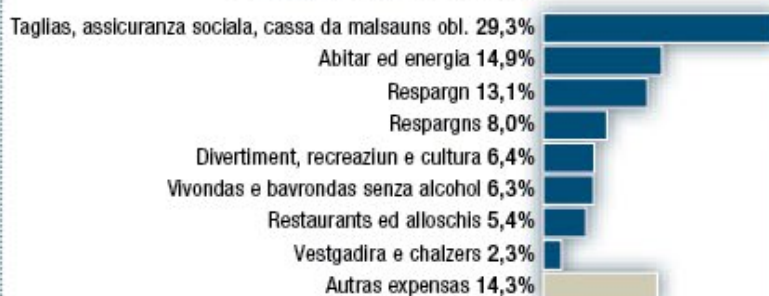 Taglias, assicuranza sociala, cassa da malsauns obl. 29,3%
Abitar ed energia 14,9%
Respargn 13,1%
Respargns 8,0%
Divertiment, recreaziun e cultura 6,4%
Vivondas e bavrondas senza alcohol 6,3%
Restaurants ed alloschis 5,4%
Vestgadira e chalzers 2,3%
Autras expensas 14,3%